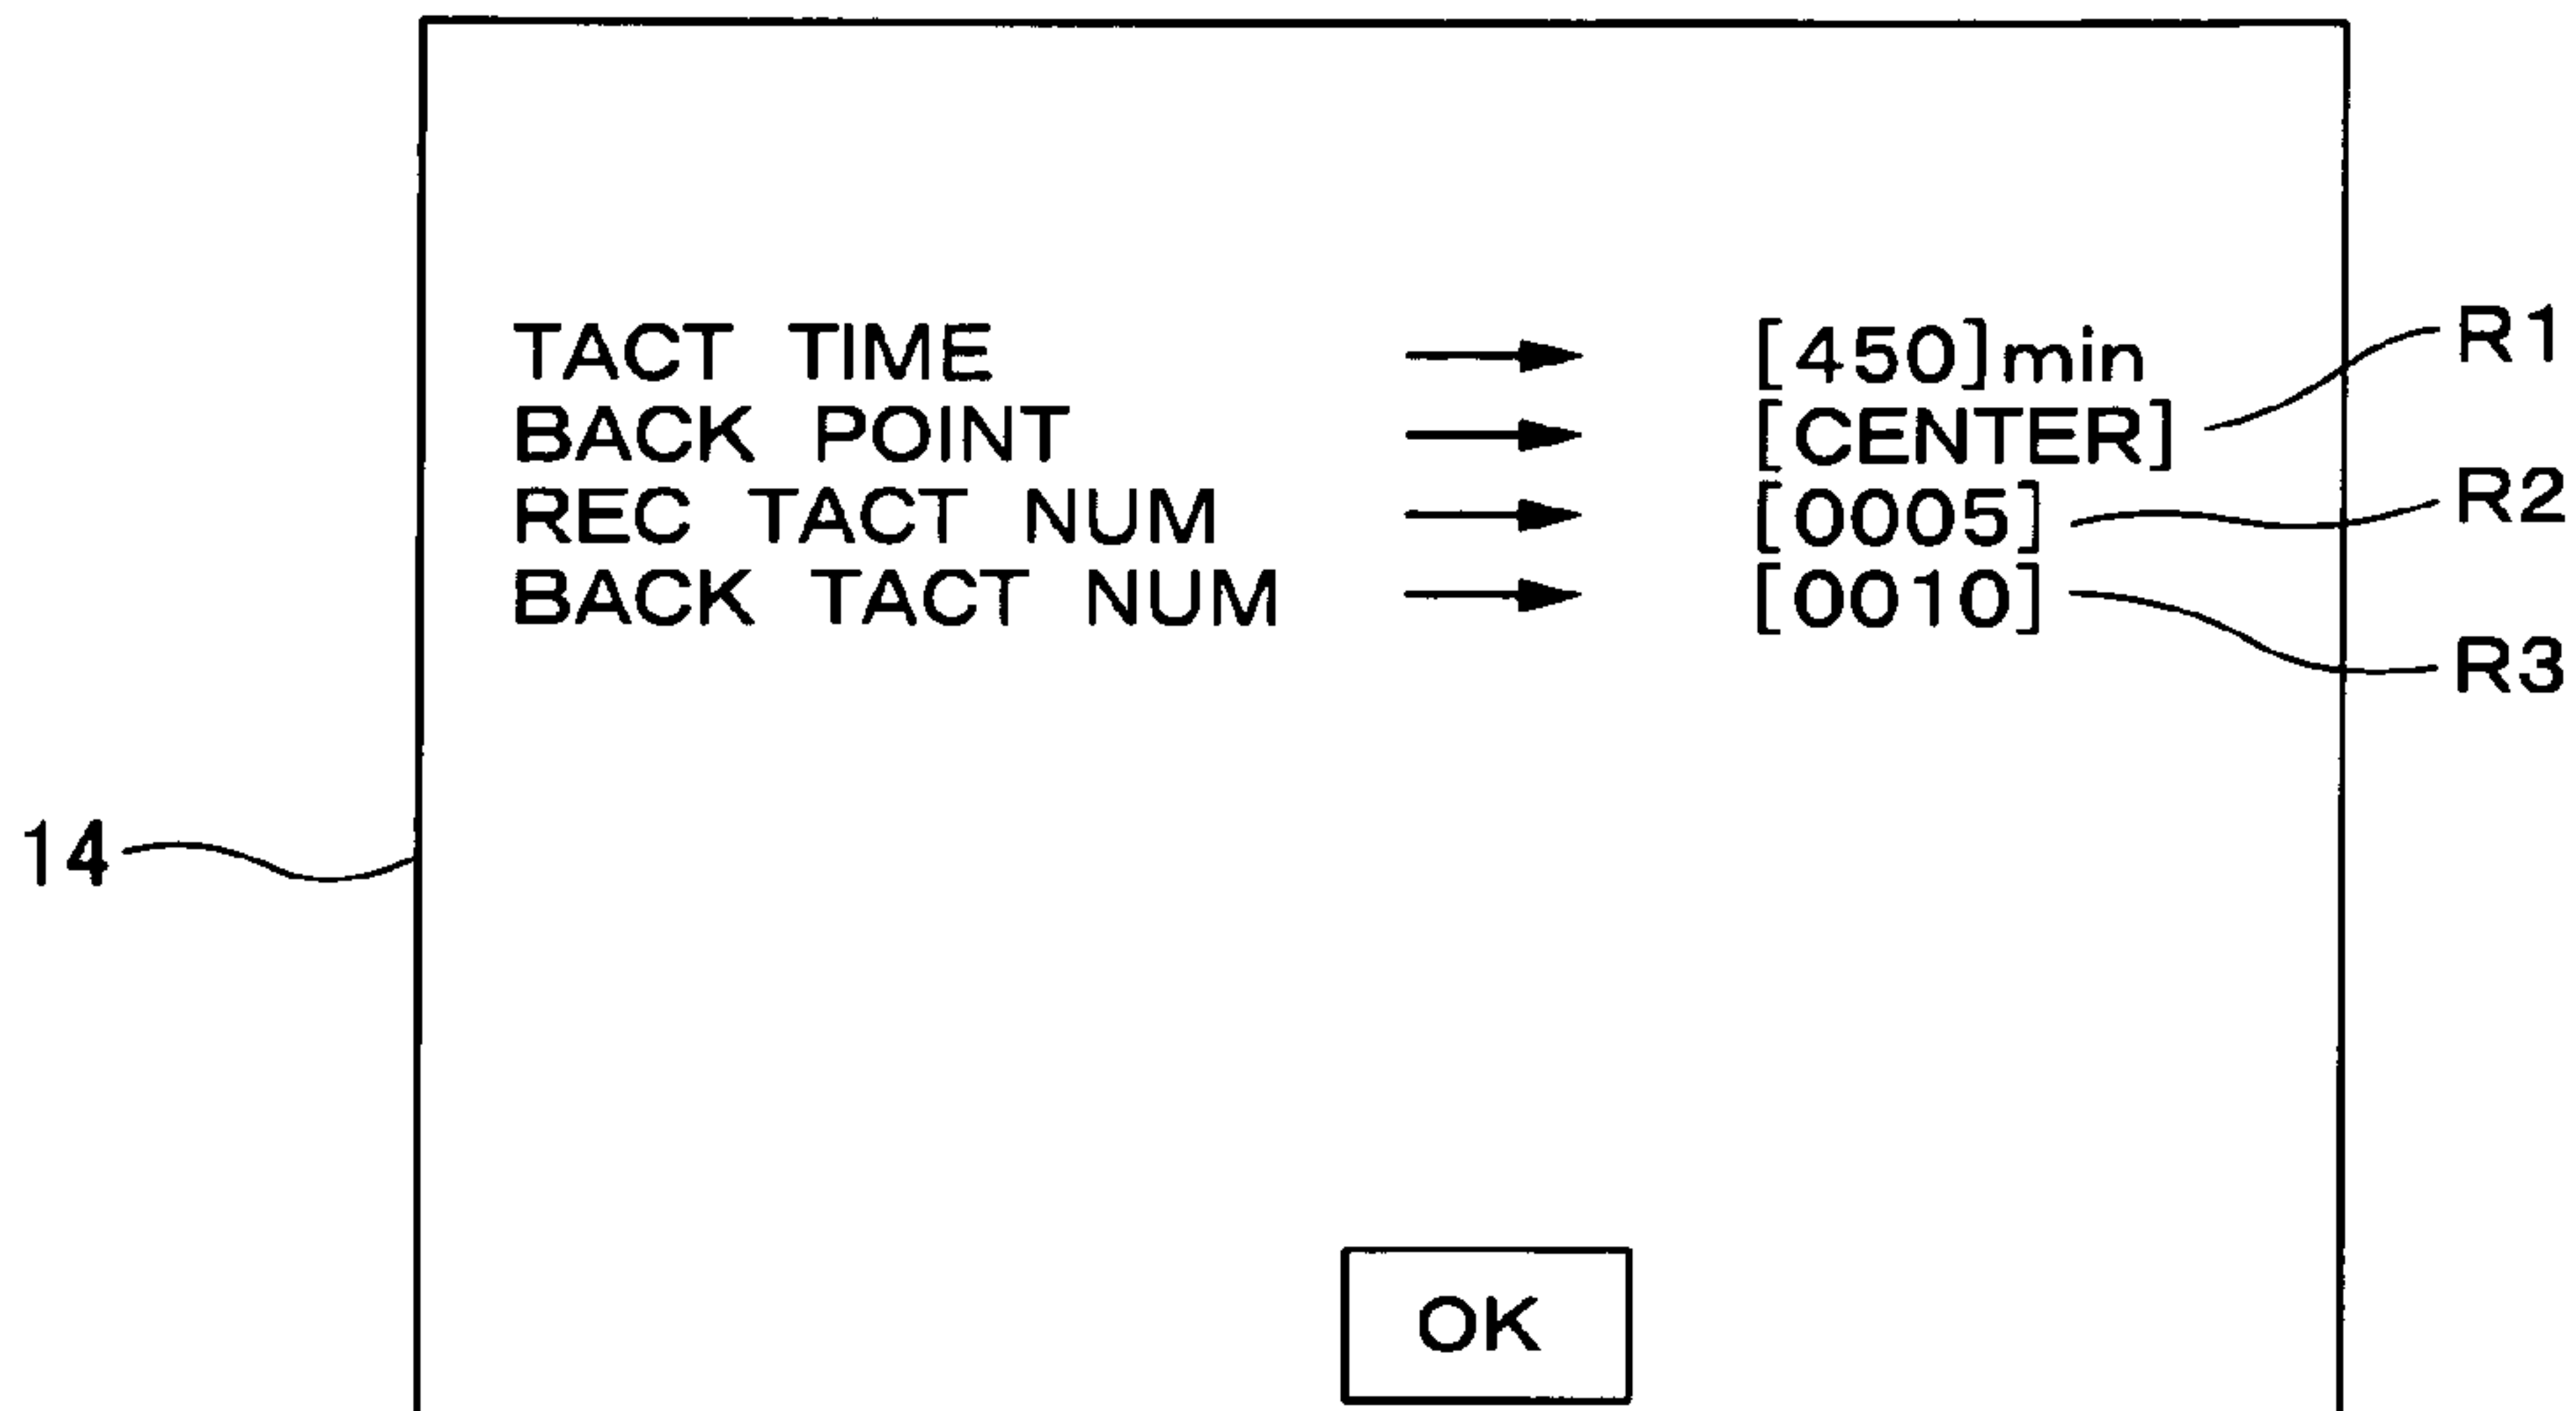 TACT TIME → [450]min
BACK POINT → [CENTER] R1
REC TACT NUM → [0005] R2
BACK TACT NUM → [0010] R3
14
OK